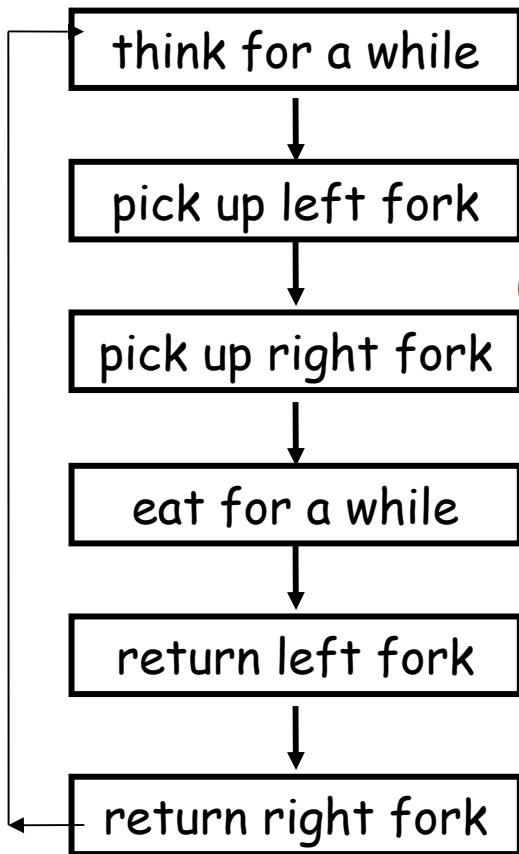 think for a while
pick up left fork
pick up right fork
eat for a while
return left fork
return right fork